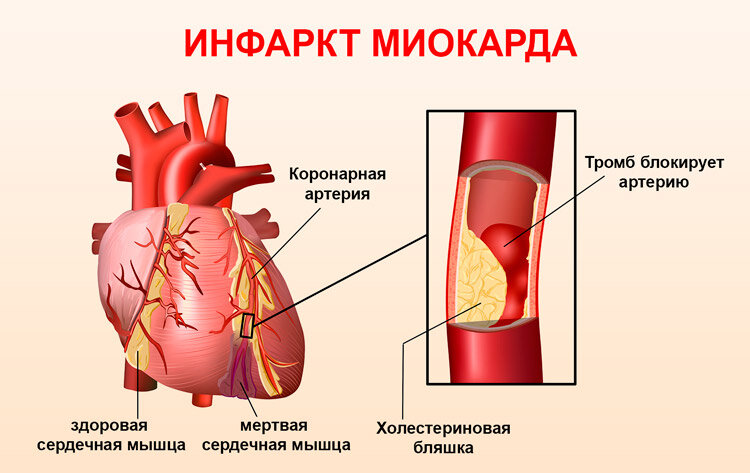 ИНФАРКТ МИОКАРДА
Коронарная
артерия
Тромб блокирует
артерию
здоровая
сердечная мышца
мертвая
сердечная мышца
Холестериновая
бляшка